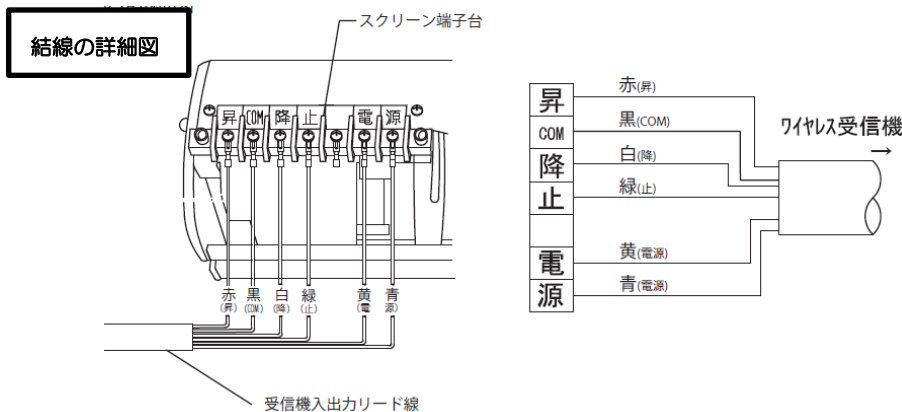 結線の詳細図
スクリーン端子台
昇 COM 降 止 電 源
赤 黒 白 緑 黄 青
(昇) (COM) (降) (止) (電 源)
受信機入出力リード線
昇 赤(昇)
COM 黒(COM)
ワイヤレス受信機
→
降 白(降)
止 緑(止)
電 黄(電源)
源 青(電源)